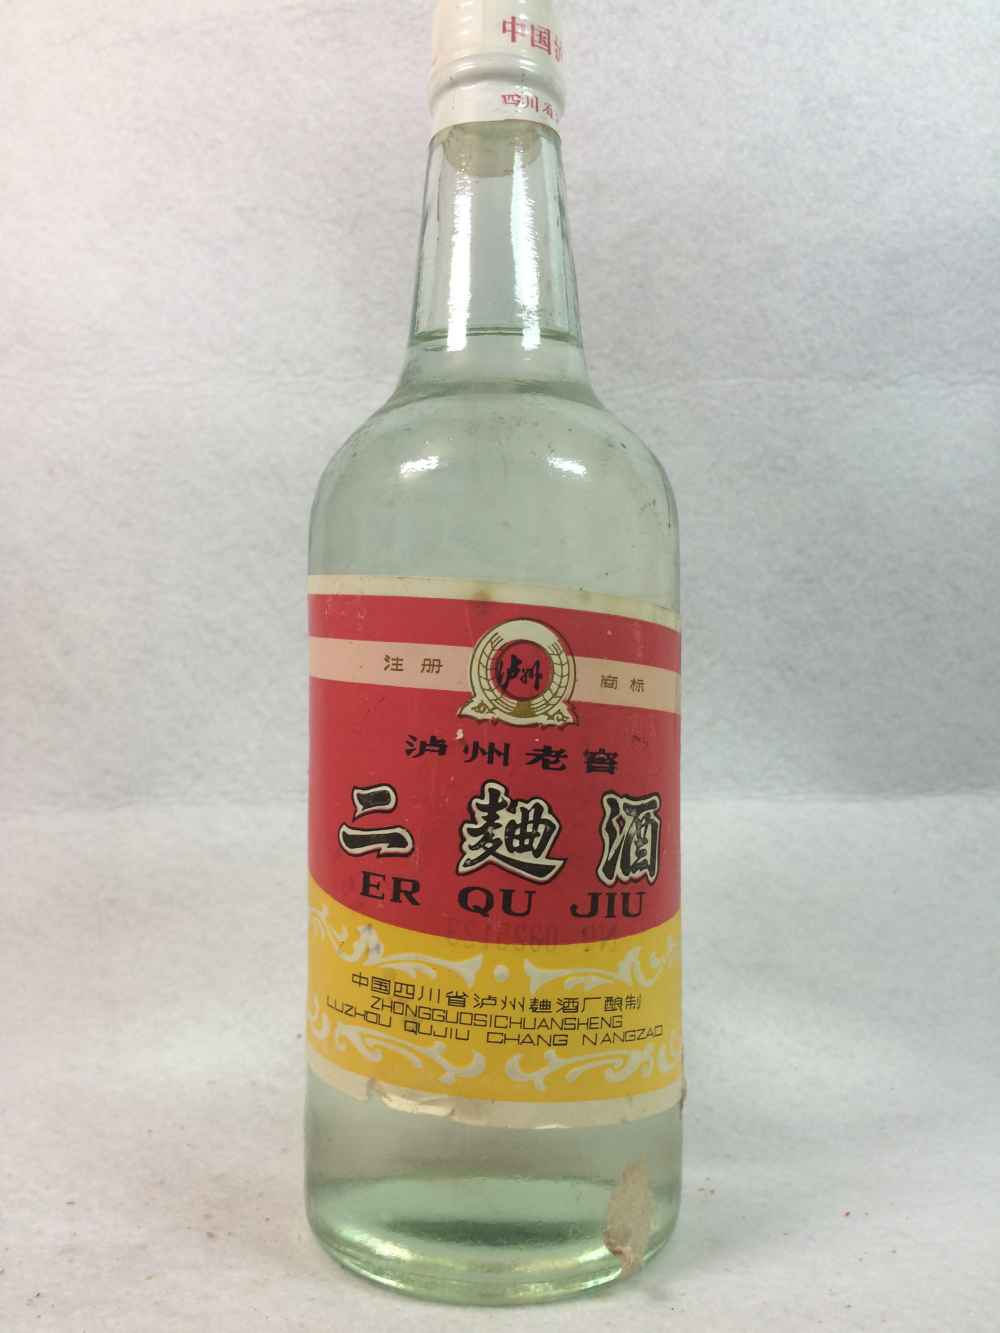 中国
四川省
注册 商标
泸州
泸州老窖
二麯酒
ER QU JIU
中国四川省泸州麯酒厂酿制
ZHONGGUOSICHUANSHENG
LUZHOU QUJIU CHANG NANGZAO